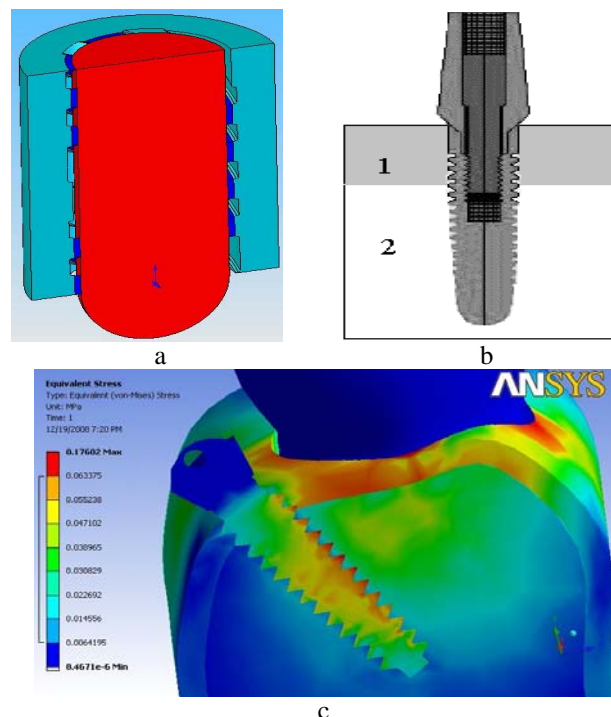 1
2
a
b
ANSYS
Equivalent Stress
Type: Equivalent (von-Mises) Stress
Unit: MPa
Time: 1
12/19/2008 7:20 PM
0.17602 Max
0.063375
0.055238
0.047102
0.038965
0.030829
0.022692
0.014556
0.0064195
8.4671e-6 Min
c